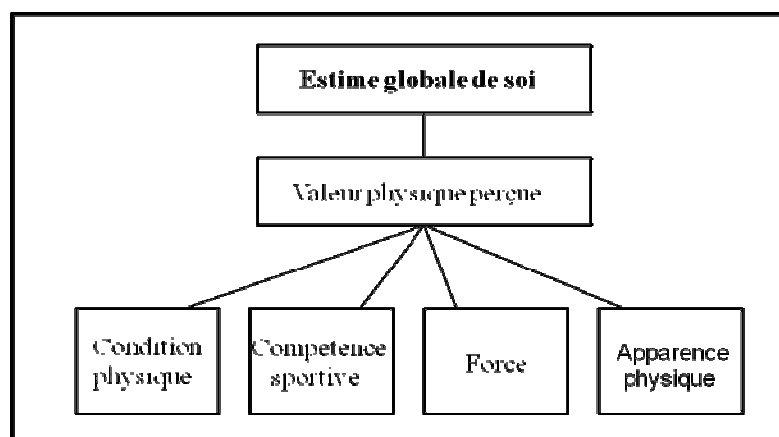 Estime globale de soi
Valeur physique perçue
Condition
physique
Competence
sportive
Force
Apparence
physique